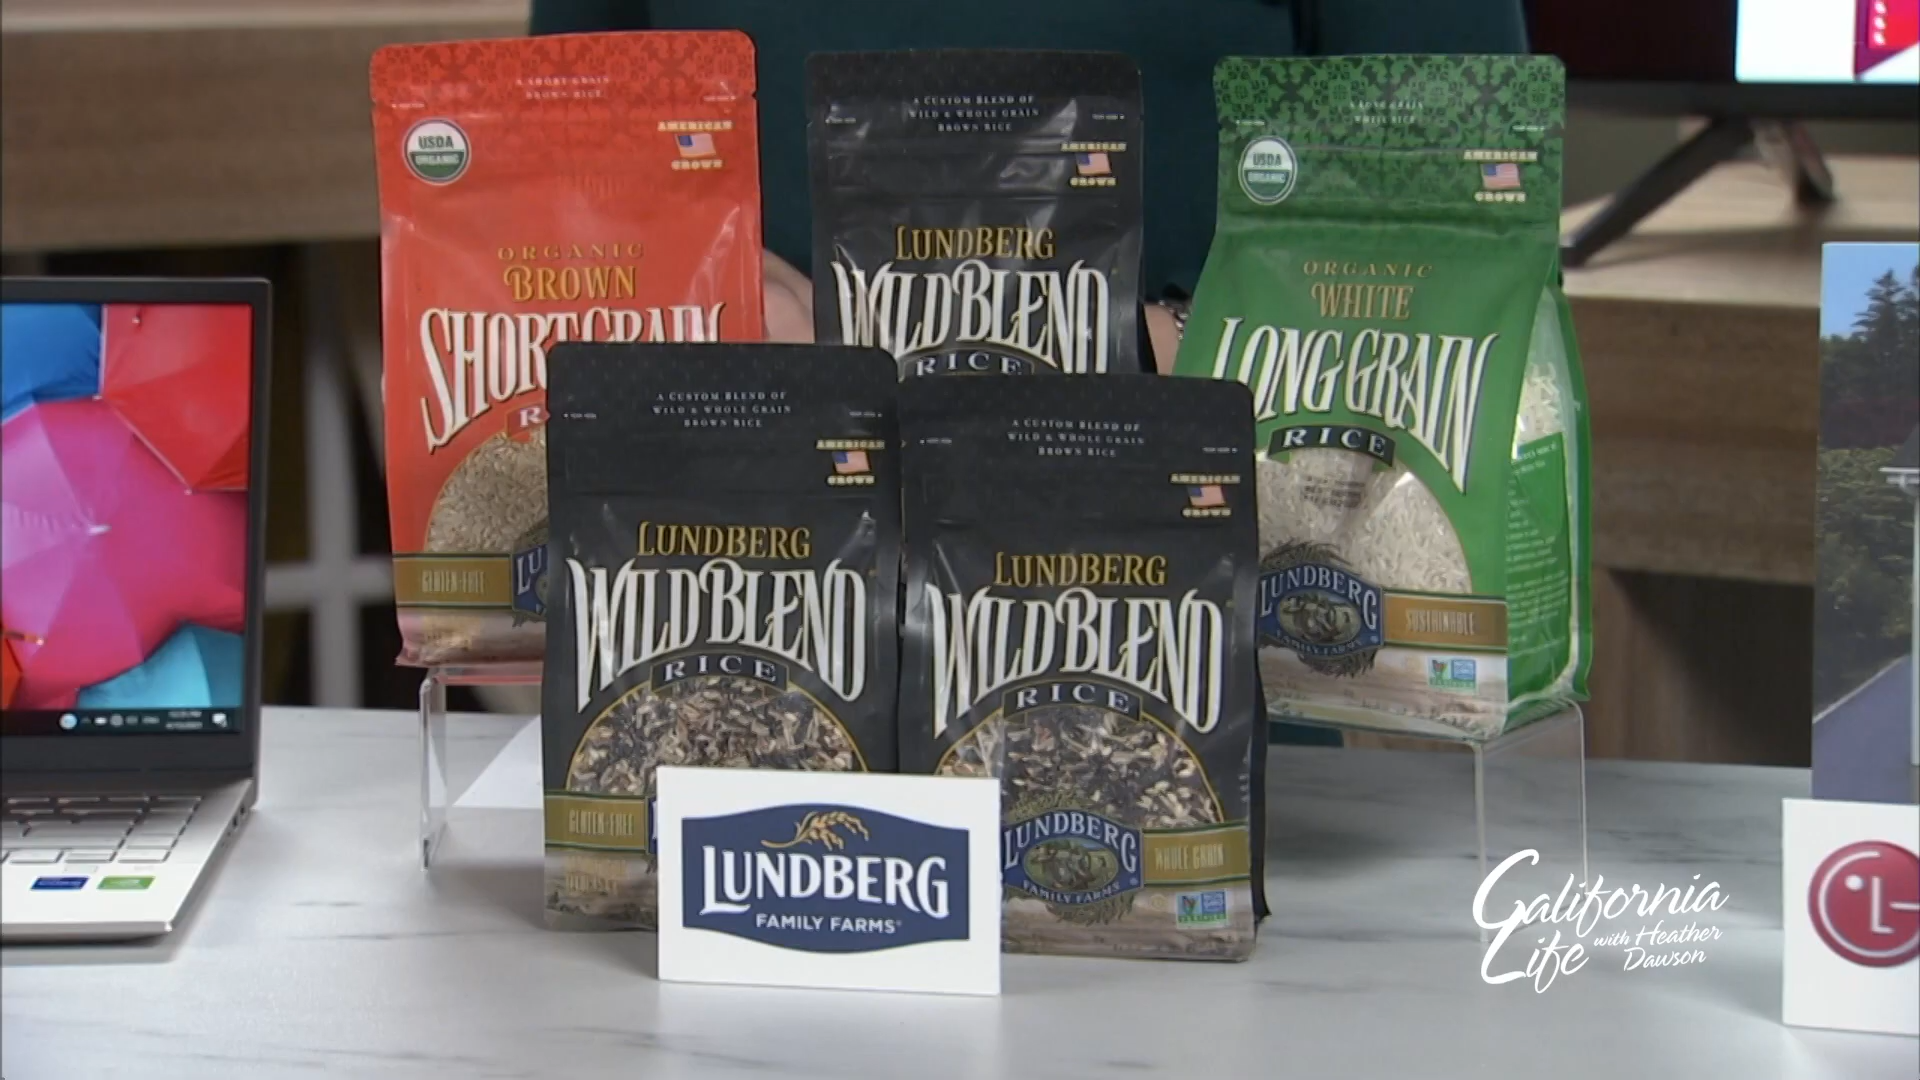 A SHORT GRAIN
BROWN RICE
USDA
ORGANIC
AMERICAN
GROWN
ORGANIC
BROWN
SHORT GRAIN
GLUTEN-FREE
A CUSTOM BLEND OF
WILD & WHOLE GRAIN
BROWN RICE
AMERICAN
GROWN
LUNDBERG
WILD BLEND
RICE
A LONG GRAIN
WHITE RICE
USDA
ORGANIC
AMERICAN
GROWN
ORGANIC
WHITE
LONG GRAIN
RICE
LUNDBERG
FAMILY FARMS
SUSTAINABLE
A CUSTOM BLEND OF
WILD & WHOLE GRAIN
BROWN RICE
AMERICAN
GROWN
LUNDBERG
WILD BLEND
RICE
GLUTEN-FREE
A CUSTOM BLEND OF
WILD & WHOLE GRAIN
BROWN RICE
AMERICAN
GROWN
LUNDBERG
WILD BLEND
RICE
LUNDBERG
FAMILY FARMS®
WHOLE GRAIN
LUNDBERG
FAMILY FARMS®
California
Life with Heather
Dawson
L